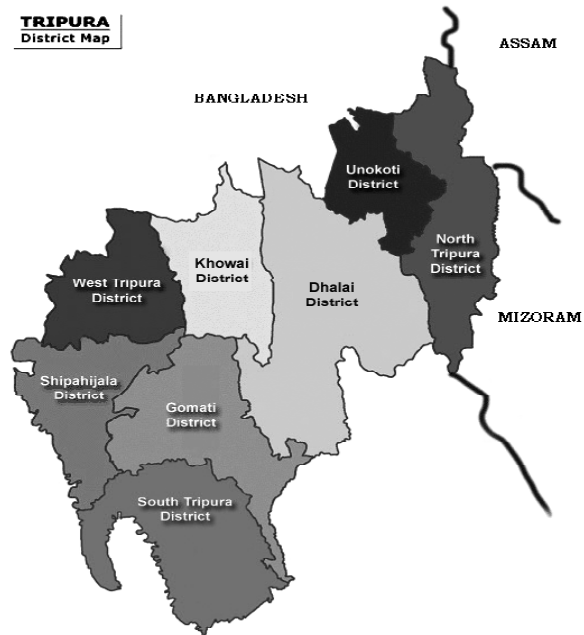 TRIPURA
District Map
ASSAM
BANGLADESH
Unokoti
District
North
Tripura
District
Khowai
District
West Tripura
District
Dhalai
District
MIZORAM
Shipahijala
District
Gomati
District
South Tripura
District